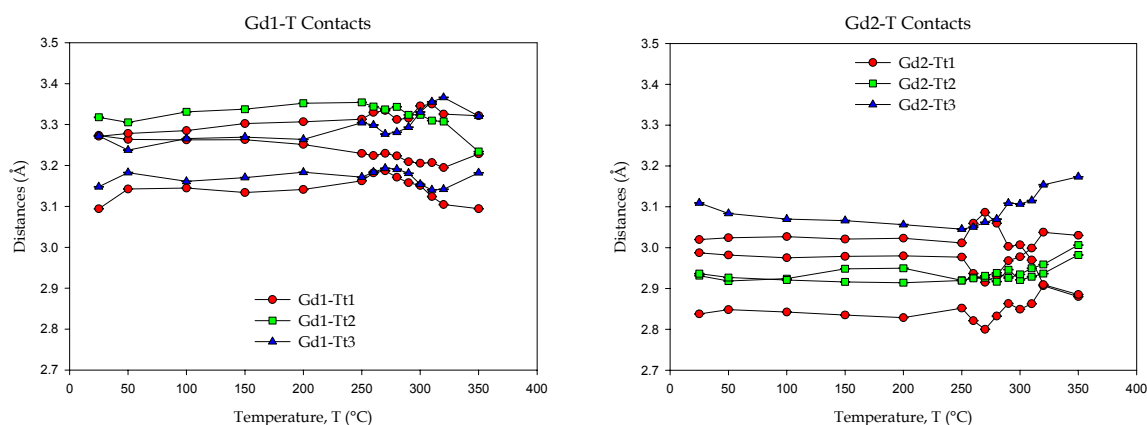 Gd1-T Contacts
3.5
3.4
3.3
3.2
3.1
3.0
2.9
2.8
2.7
Distances (Å)
Gd1-Tt1
Gd1-Tt2
Gd1-Tt3
0 50 100 150 200 250 300 350 400
Temperature, T (°C)
Gd2-T Contacts
3.5
3.4
3.3
3.2
3.1
3.0
2.9
2.8
2.7
Distances (Å)
Gd2-Tt1
Gd2-Tt2
Gd2-Tt3
0 50 100 150 200 250 300 350 400
Temperature, T (°C)